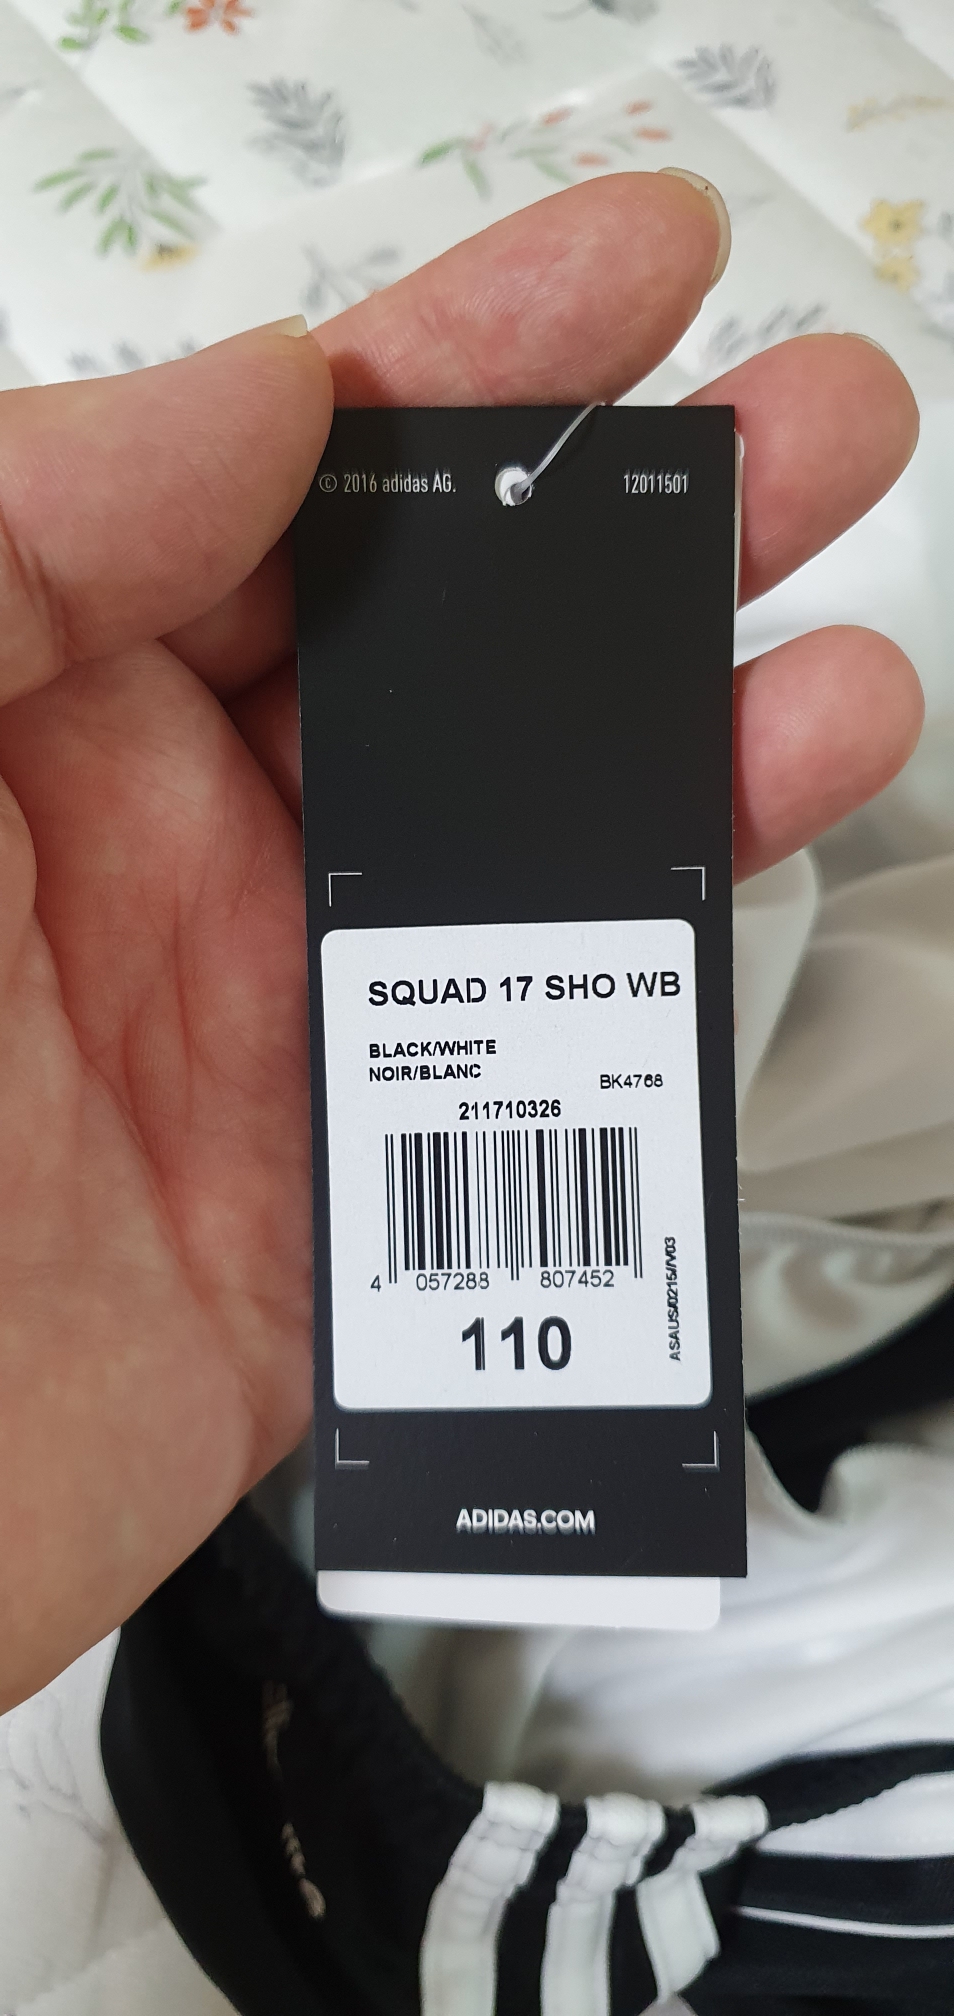 © 2016 adidas AG.
12011501
SQUAD 17 SHO WB
BLACK/WHITE
NOIR/BLANC
BK4768
211710326
4 057288 807452
ASAUS/0215/IV03
110
ADIDAS.COM